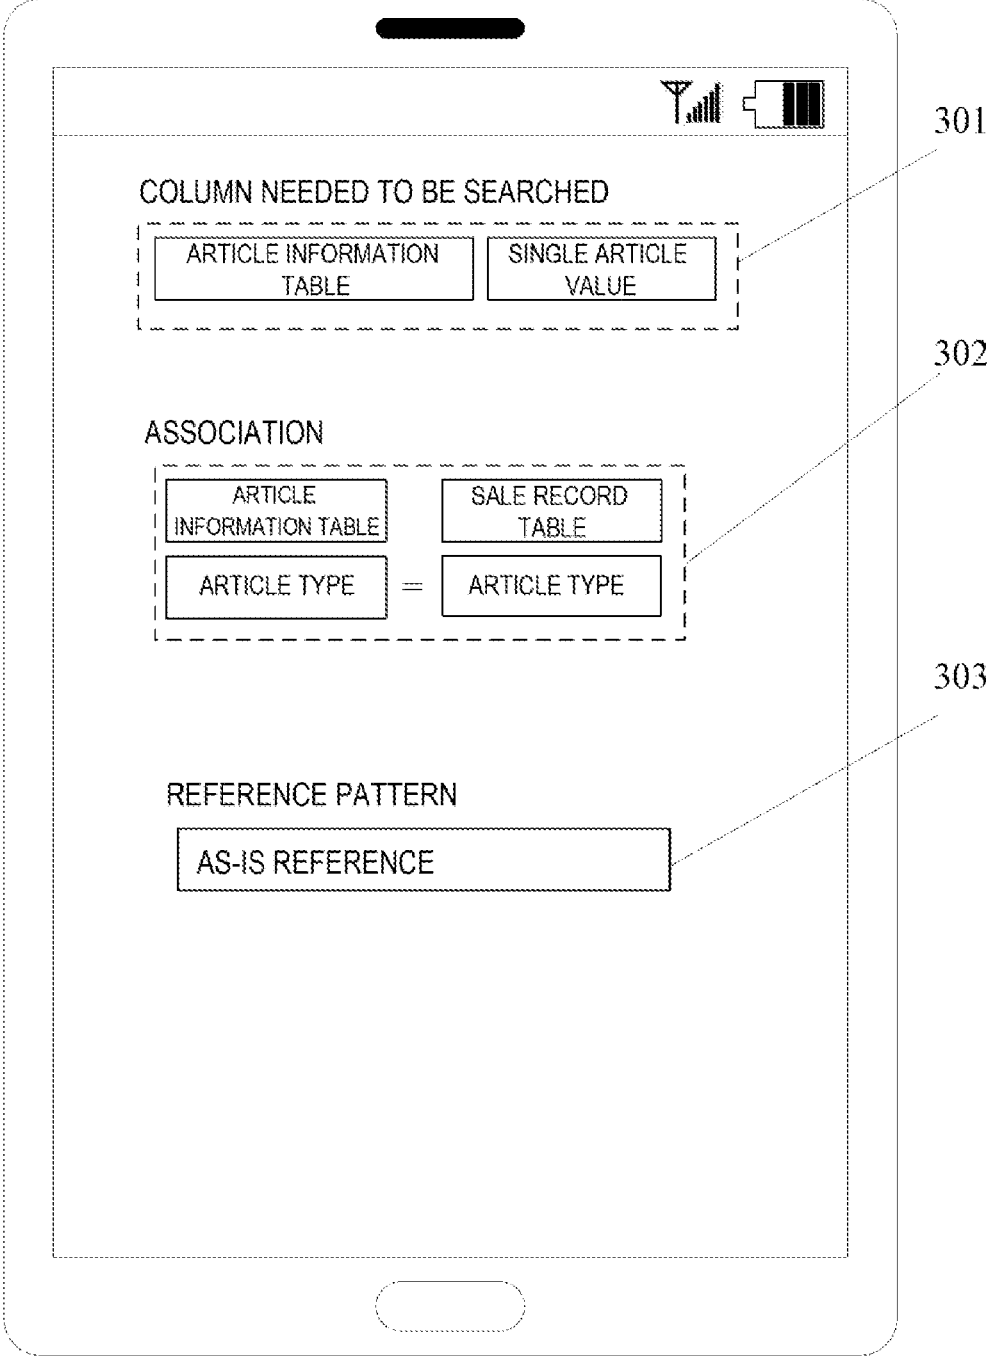 301
COLUMN NEEDED TO BE SEARCHED
ARTICLE INFORMATION
TABLE
SINGLE ARTICLE
VALUE
302
ASSOCIATION
ARTICLE
INFORMATION TABLE
SALE RECORD
TABLE
ARTICLE TYPE
=
ARTICLE TYPE
303
REFERENCE PATTERN
AS-IS REFERENCE